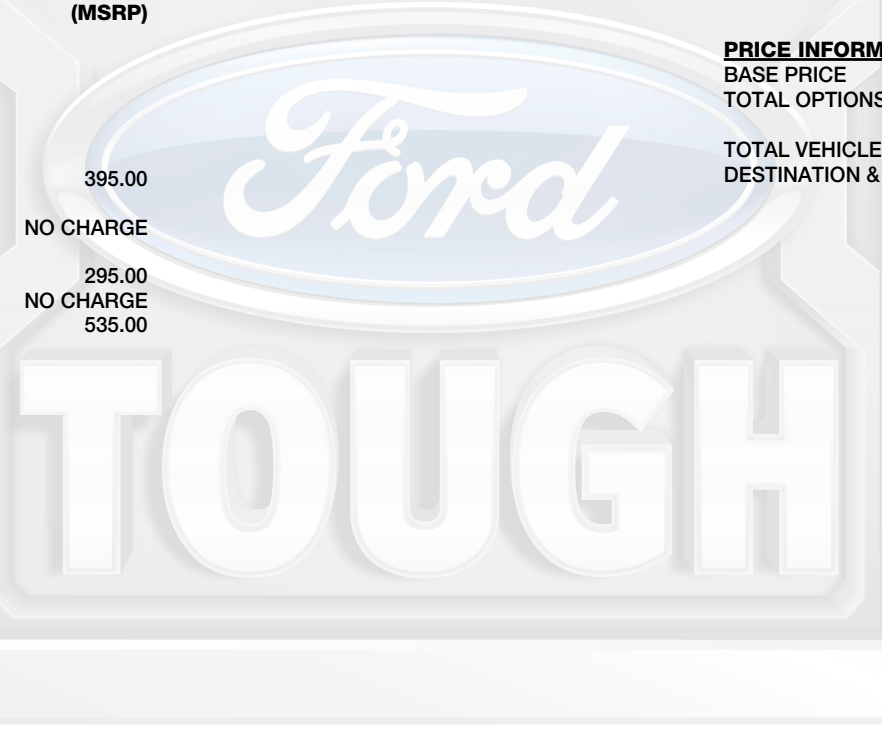 (MSRP)
395.00
NO CHARGE
295.00
NO CHARGE
535.00
PRICE INFORM
BASE PRICE
TOTAL OPTIONS
TOTAL VEHICLE
DESTINATION &
Ford
TOUGH